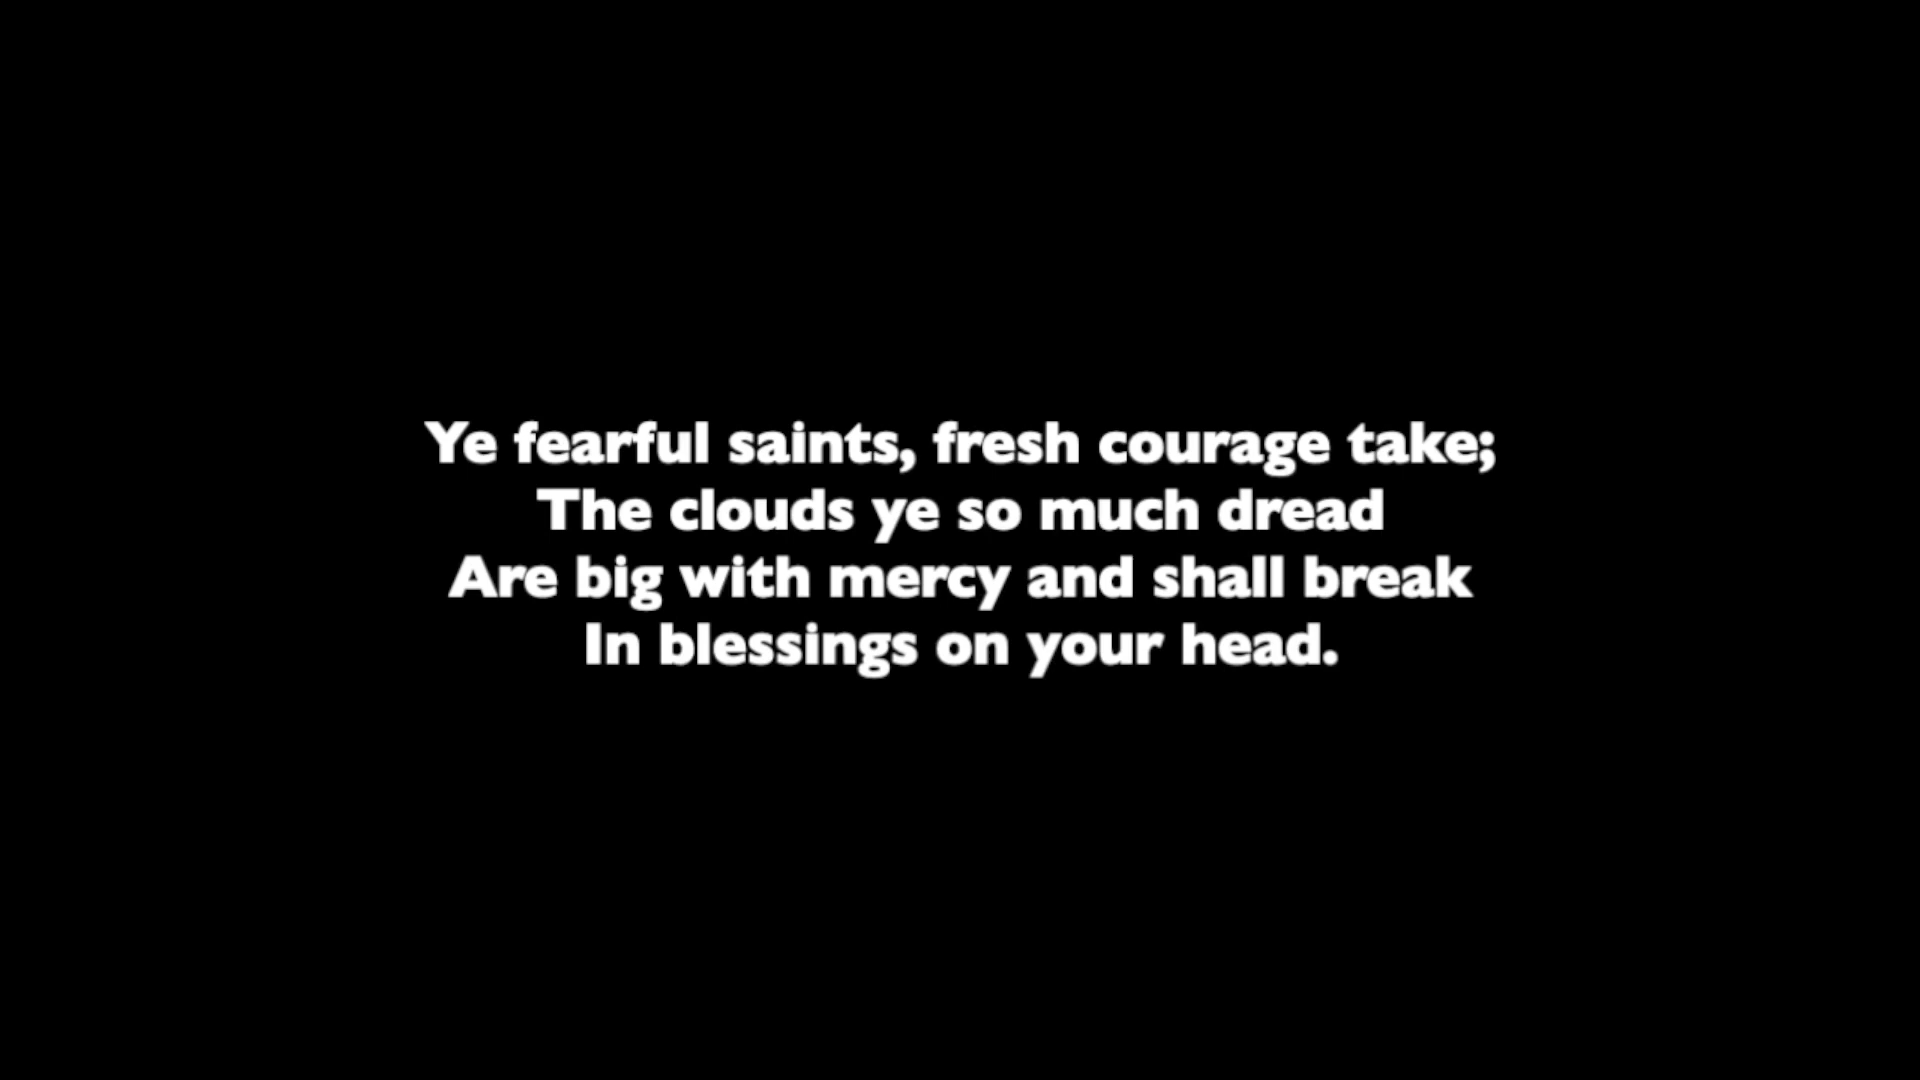 Ye fearful saints, fresh courage take;
The clouds ye so much dread
Are big with mercy and shall break
In blessings on your head.